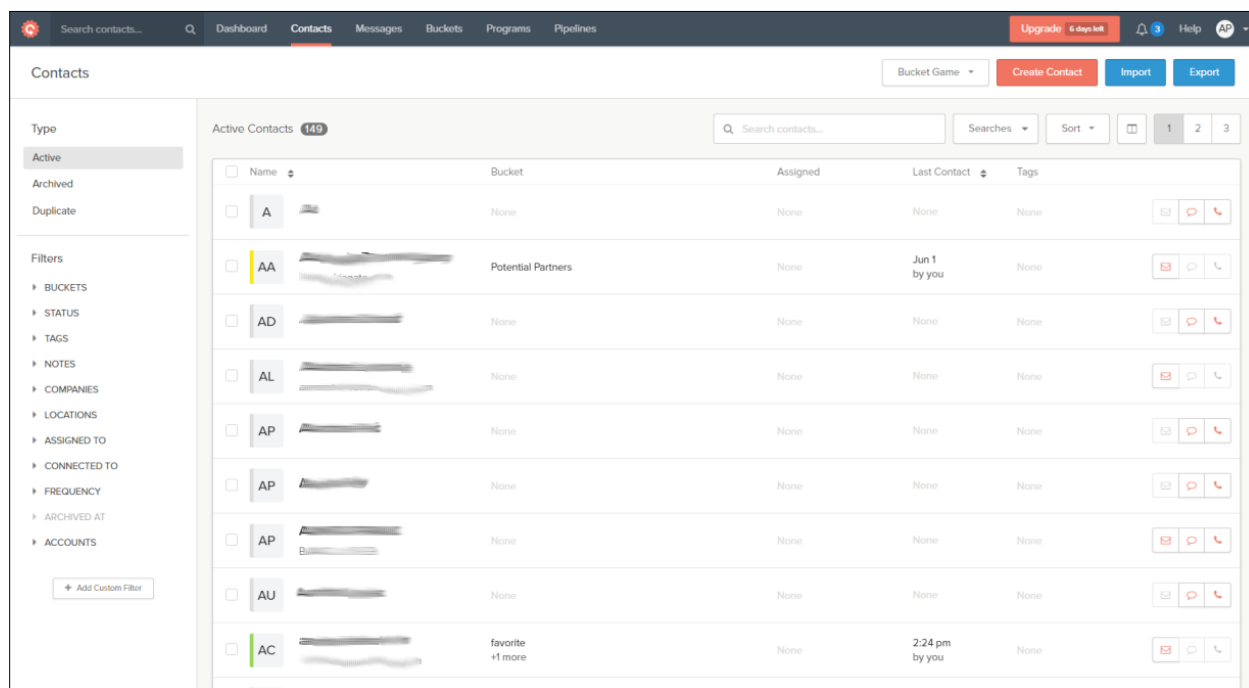 Search contacts... Dashboard Contacts Messages Buckets Programs Pipelines Upgrade 6 days left 3 Help AP
Contacts Bucket Game Create Contact Import Export
Type
Active
Archived
Duplicate
Filters
BUCKETS
STATUS
TAGS
NOTES
COMPANIES
LOCATIONS
ASSIGNED TO
CONNECTED TO
FREQUENCY
ARCHIVED AT
ACCOUNTS
+ Add Custom Filter
Active Contacts 149 Search contacts... Searches Sort 1 2 3
Name Bucket Assigned Last Contact Tags
A None None None None
AA Potential Partners None Jun 1 None
by you
AD None None None None
AL None None None None
AP None None None None
AP None None None None
AP None None None None
AU None None None None
AC favorite None 2:24 pm None
+1 more by you